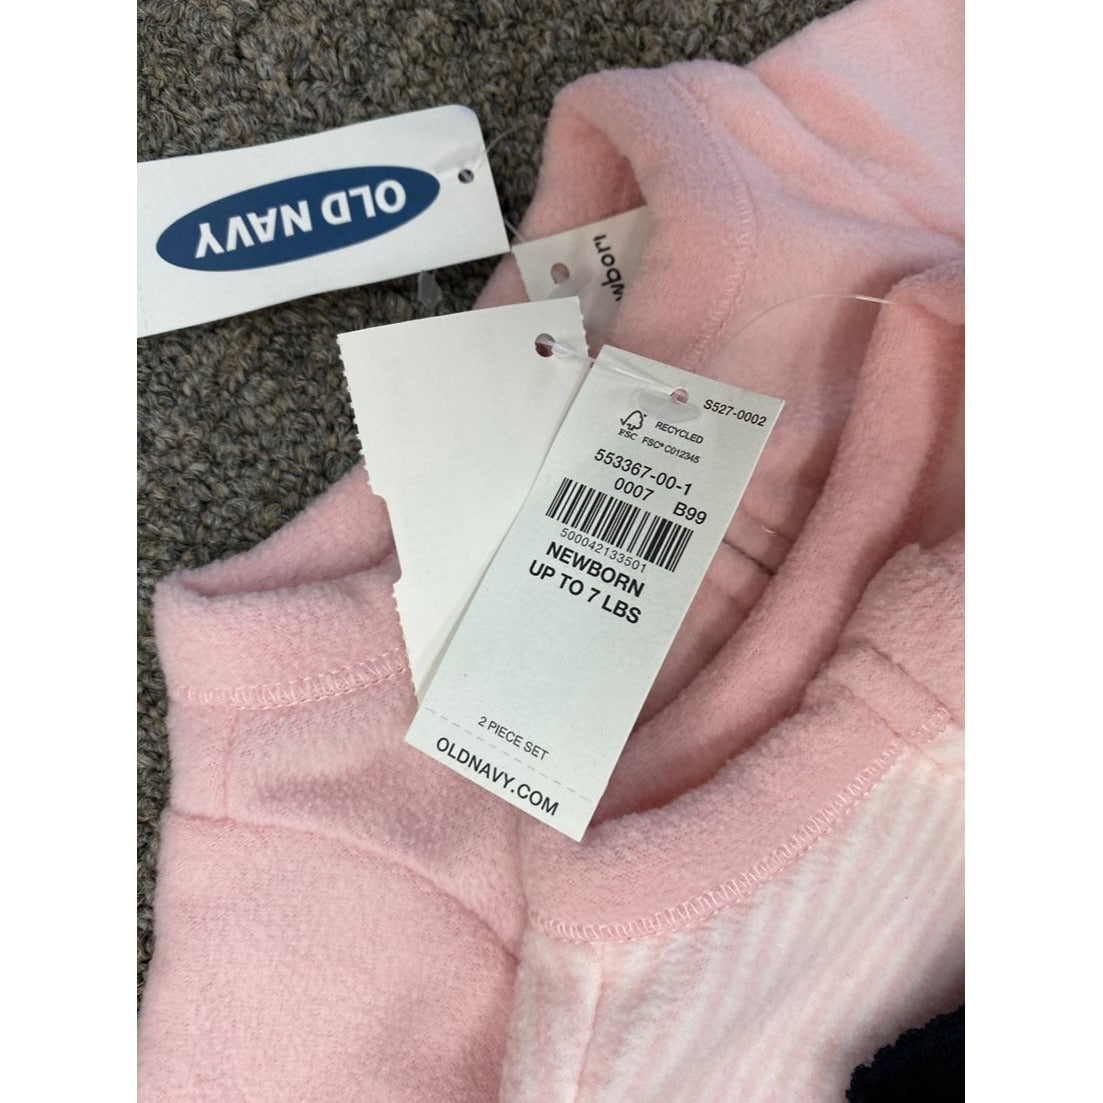 OLD NAVY
wborn
S527-0002
FSC
RECYCLED
FSC® C012345
553367-00-1
0007 B99
500042133501
NEWBORN
UP TO 7 LBS
2 PIECE SET
OLDNAVY.COM